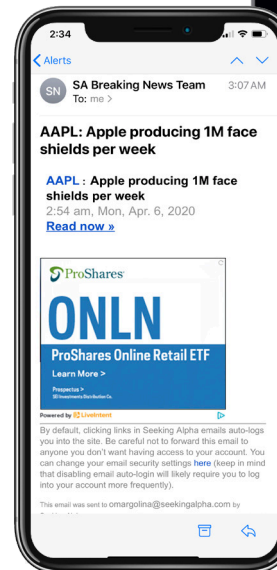 2:34
Alerts
SN
SA Breaking News Team
3:07 AM
To: me >
AAPL: Apple producing 1M face
shields per week
AAPL : Apple producing 1M face
shields per week
2:54 am, Mon, Apr. 6, 2020
Read now »
ProShares
ONLN
ProShares Online Retail ETF
Learn More >
Prospectus >
SEI Investments Distribution Co.
Powered by LiveIntent
By default, clicking links in Seeking Alpha emails auto-logs
you into the site. Be careful not to forward this email to
anyone you don't want having access to your account. You
can change your email security settings here (keep in mind
that disabling email auto-login will likely require you to log
into your account more frequently).
This email was sent to omargolina@seekingalpha.com by